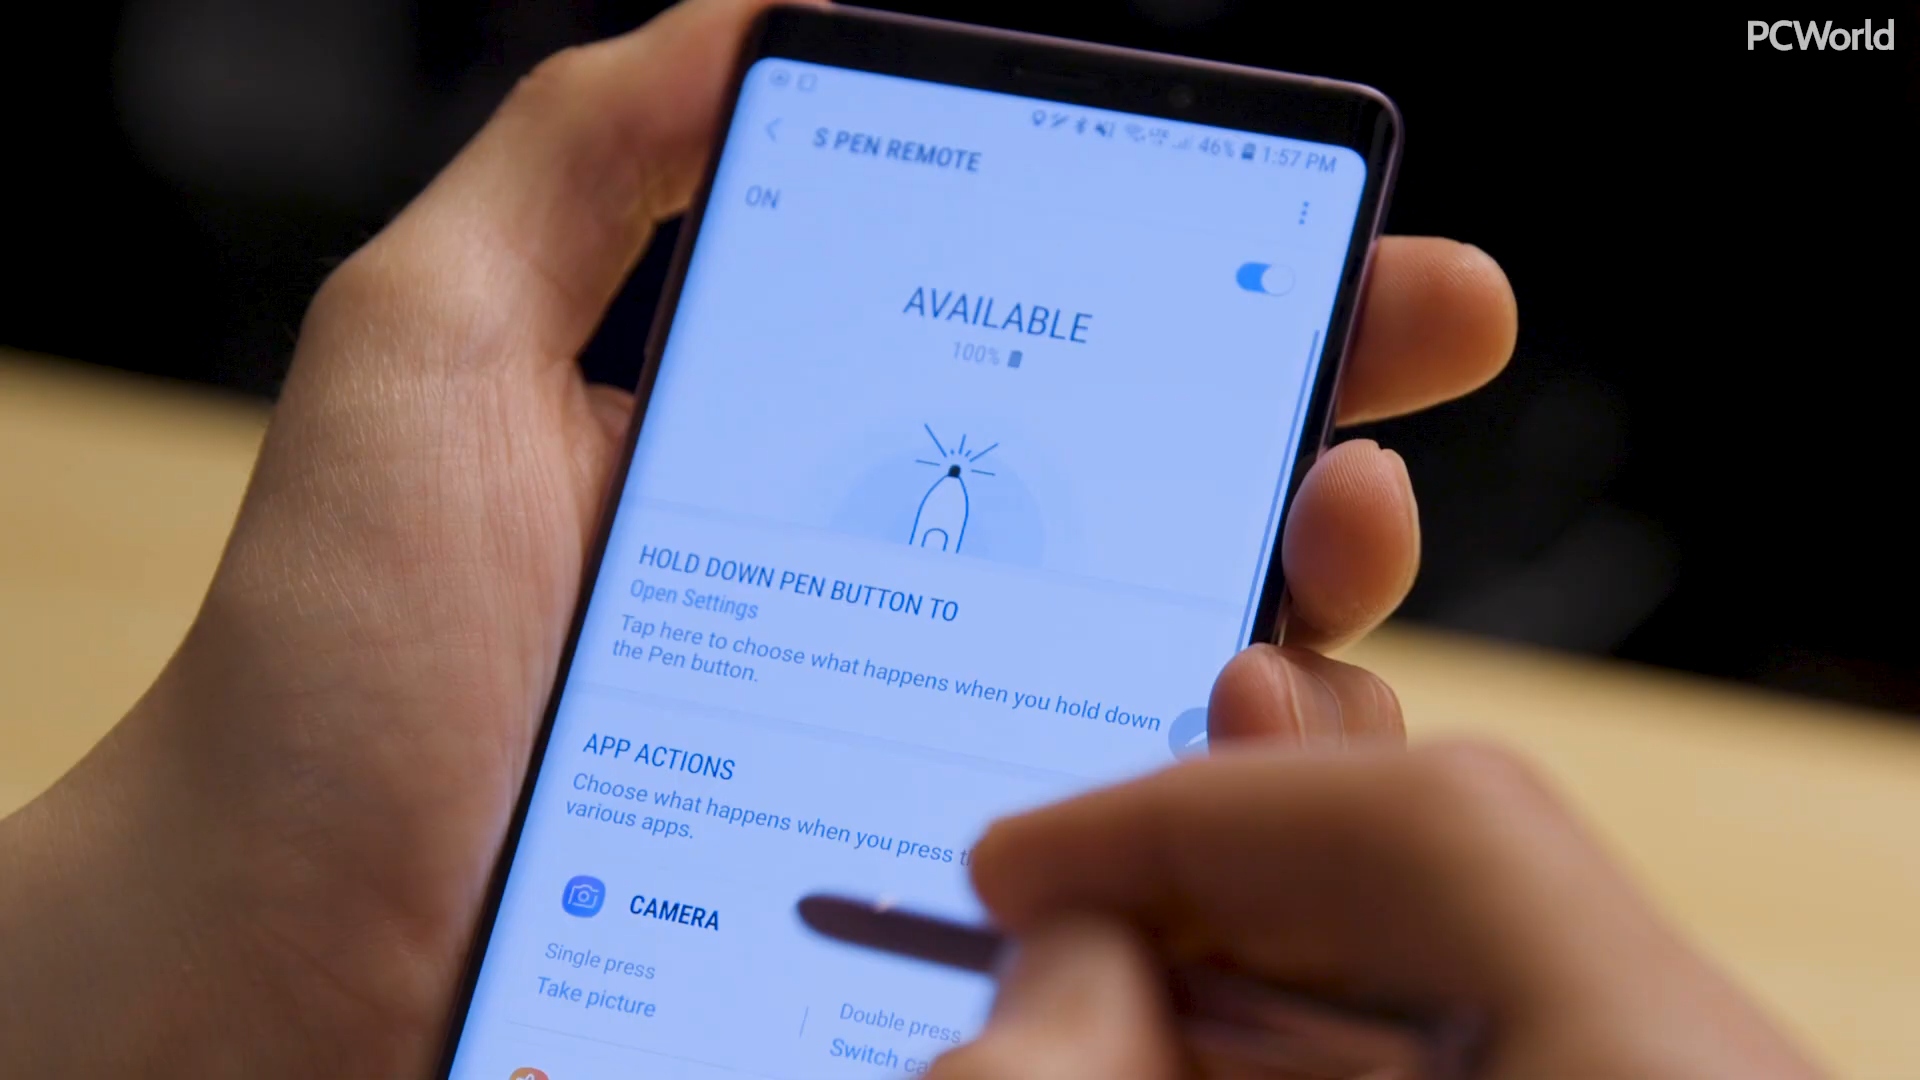 PCWorld
46% 1:57 PM
S PEN REMOTE
ON
AVAILABLE
100%
HOLD DOWN PEN BUTTON TO
Open Settings
Tap here to choose what happens when you hold down
the Pen button.
APP ACTIONS
Choose what happens when you press
various apps.
CAMERA
Single press
Take picture
Double press
Switch